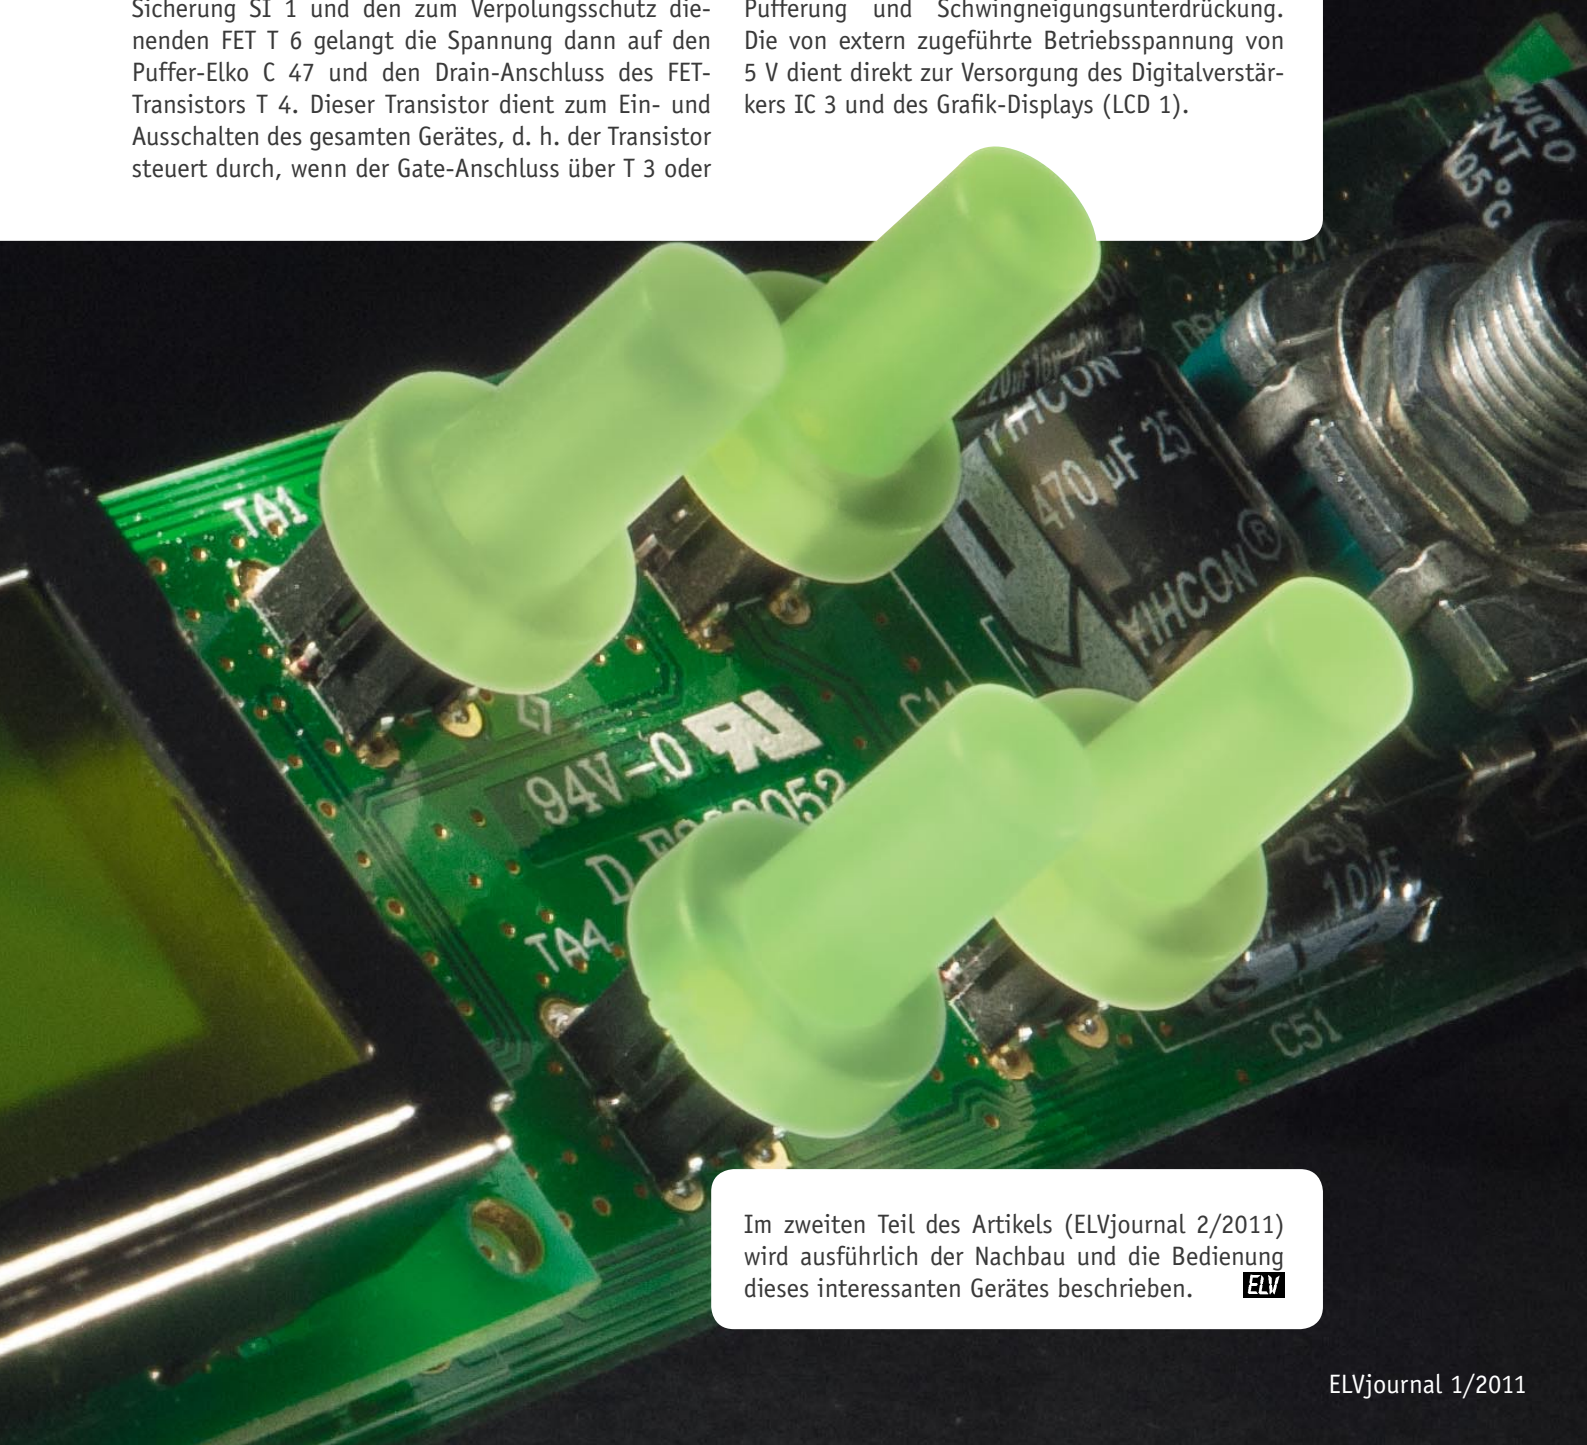 Sicherung SI 1 und den zum Verpolungsschutz die-
nenden FET T 6 gelangt die Spannung dann auf den
Puffer-Elko C 47 und den Drain-Anschluss des FET-
Transistors T 4. Dieser Transistor dient zum Ein- und
Ausschalten des gesamten Gerätes, d. h. der Transistor
steuert durch, wenn der Gate-Anschluss über T 3 oder
Pufferung und Schwingneigungsunterdrückung.
Die von extern zugeführte Betriebsspannung von
5 V dient direkt zur Versorgung des Digitalverstär-
kers IC 3 und des Grafik-Displays (LCD 1).
105°C
YIHCON
470 µF 25
YIHCON®
TA1
94V-0
D
TA4
10µF
C51
Im zweiten Teil des Artikels (ELVjournal 2/2011)
wird ausführlich der Nachbau und die Bedienung
dieses interessanten Gerätes beschrieben. ELV
ELVjournal 1/2011